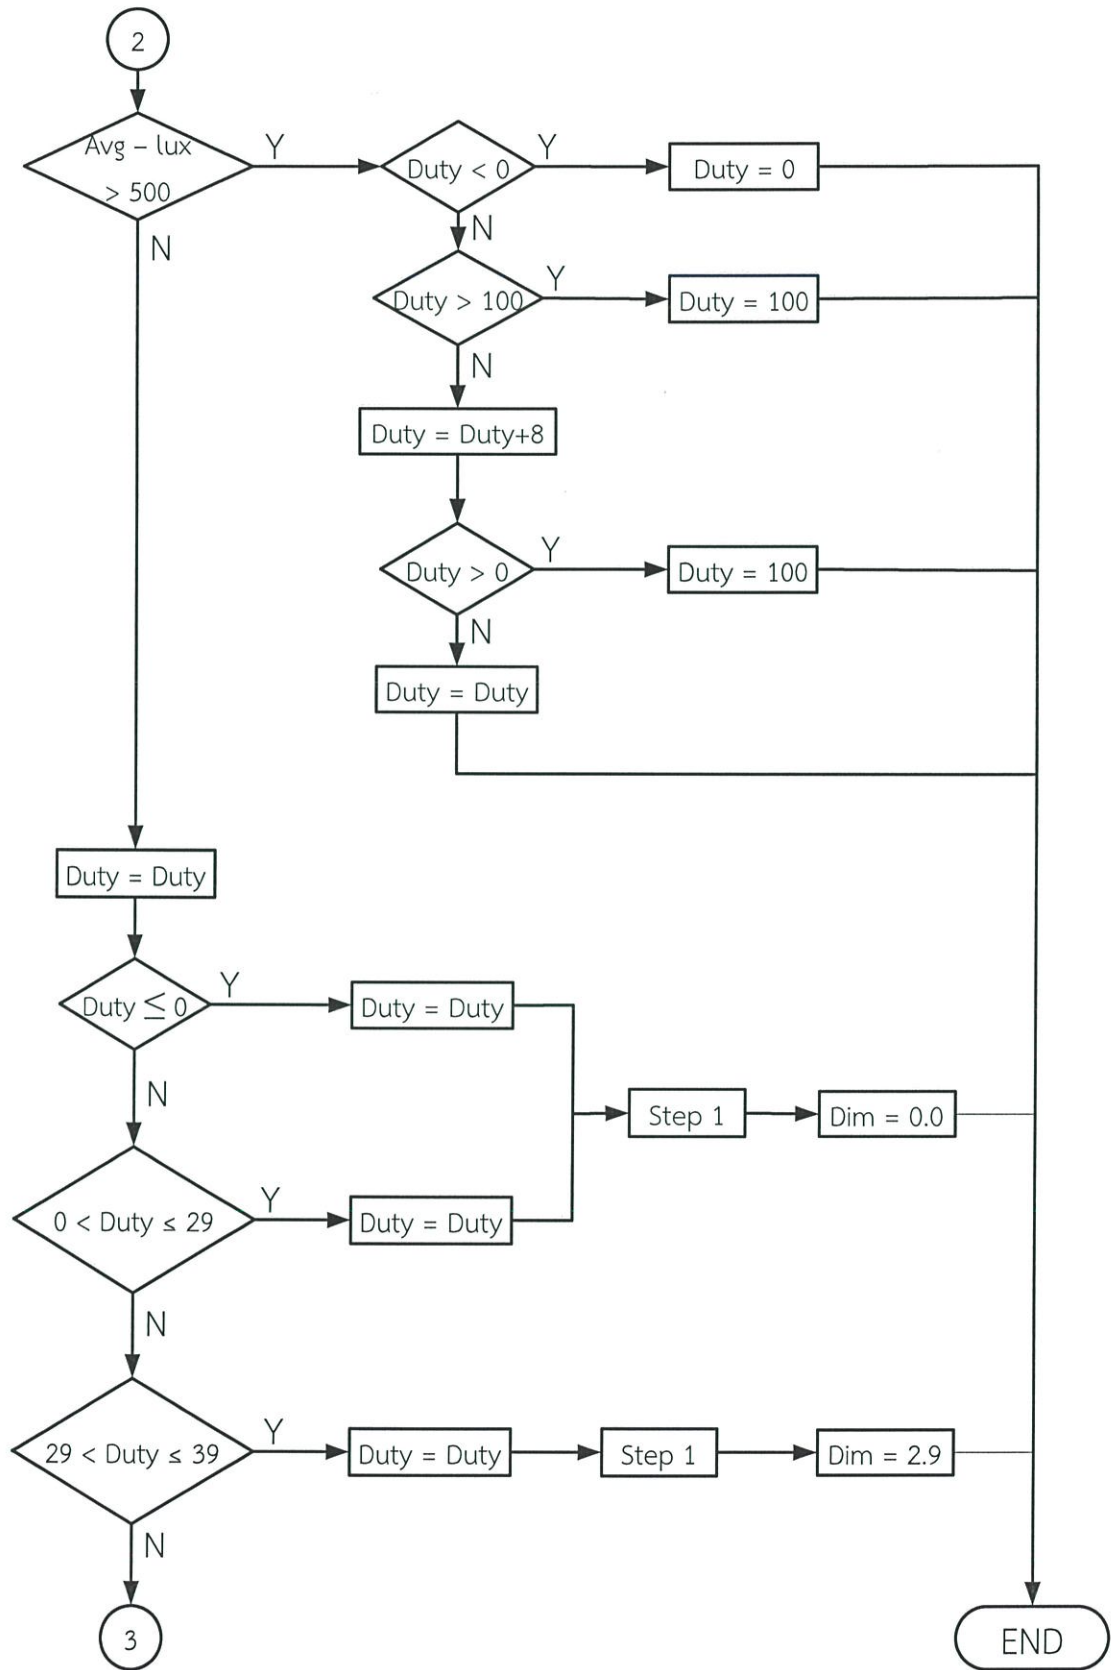 2
Avg – lux
> 500
Y
Duty < 0
Y
Duty = 0
N
N
Duty > 100
Y
Duty = 100
N
Duty = Duty+8
Duty > 0
Y
Duty = 100
N
Duty = Duty
Duty = Duty
Duty ≤ 0
Y
Duty = Duty
N
Step 1
Dim = 0.0
0 < Duty ≤ 29
Y
Duty = Duty
N
29 < Duty ≤ 39
Y
Duty = Duty
Step 1
Dim = 2.9
N
3
END